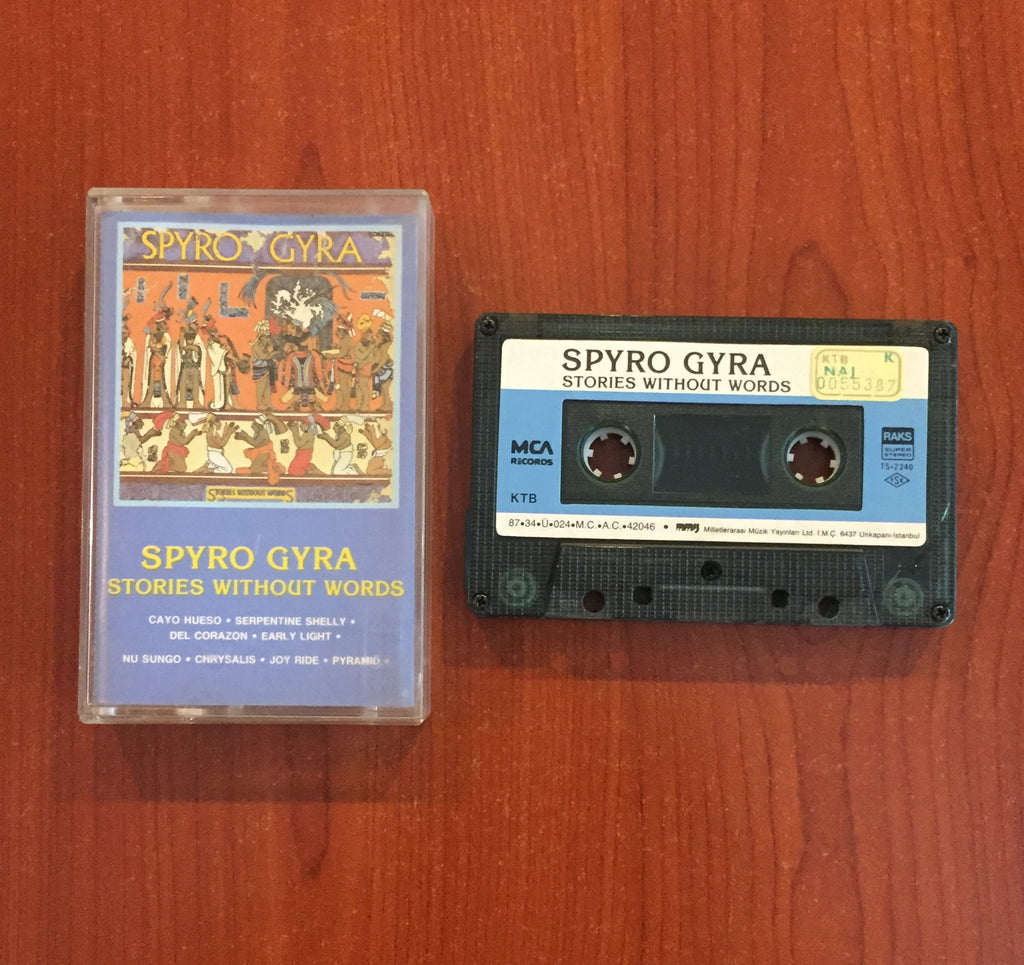 SPYRO GYRA
STORIES WITHOUT WORDS
SPYRO GYRA
STORIES WITHOUT WORDS
CAYO HUESO • SERPENTINE SHELLY •
DEL CORAZON • EARLY LIGHT •
NU SUNGO • CHRYSALIS • JOY RIDE • PYRAMID •
SPYRO GYRA
STORIES WITHOUT WORDS
KTB K
NAL
0055387
MCA
RECORDS
KTB
RAKS
SUPER
STEREO
TS-2240
YSK
87•34•Ü•024•M.C.•A.C.•42046 • MMY Milletlerarası Müzik Yayınları Ltd. İ.M.Ç. 6437 Unkapanı-İstanbul